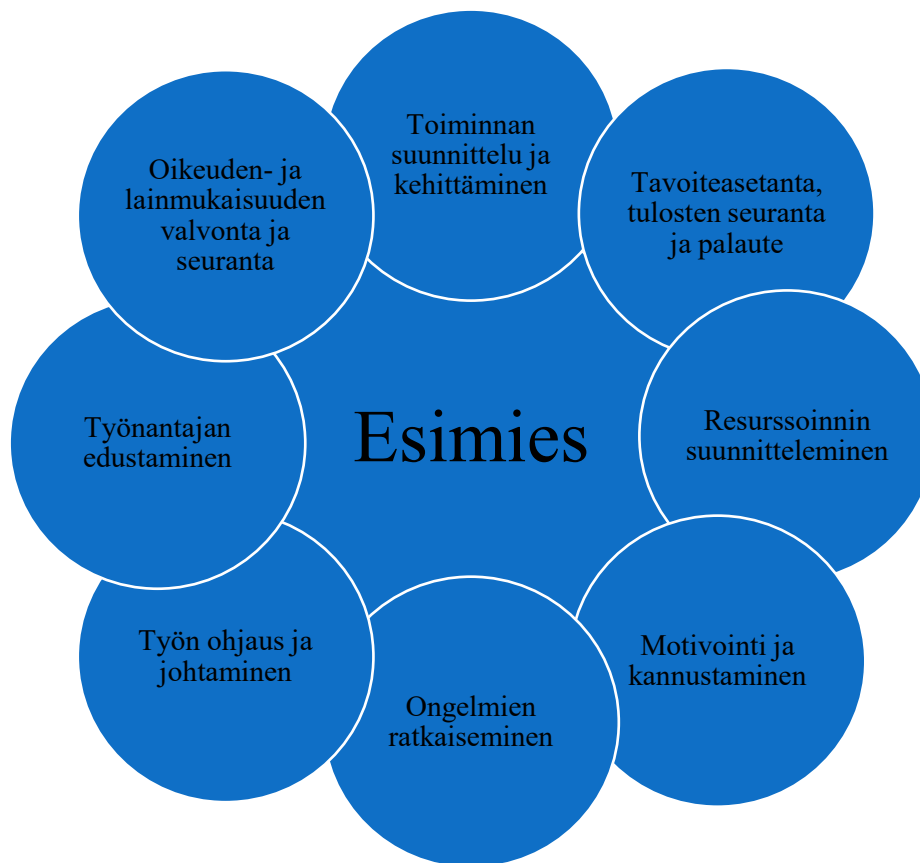 Toiminnan
suunnittelu ja
kehittäminen
Tavoiteasetanta,
tulosten seuranta
ja palaute
Resurssoinnin
suunnitteleminen
Motivointi ja
kannustaminen
Ongelmien
ratkaiseminen
Työn ohjaus ja
johtaminen
Työnantajan
edustaminen
Oikeuden- ja
lainmukaisuuden
valvonta ja
seuranta
Esimies